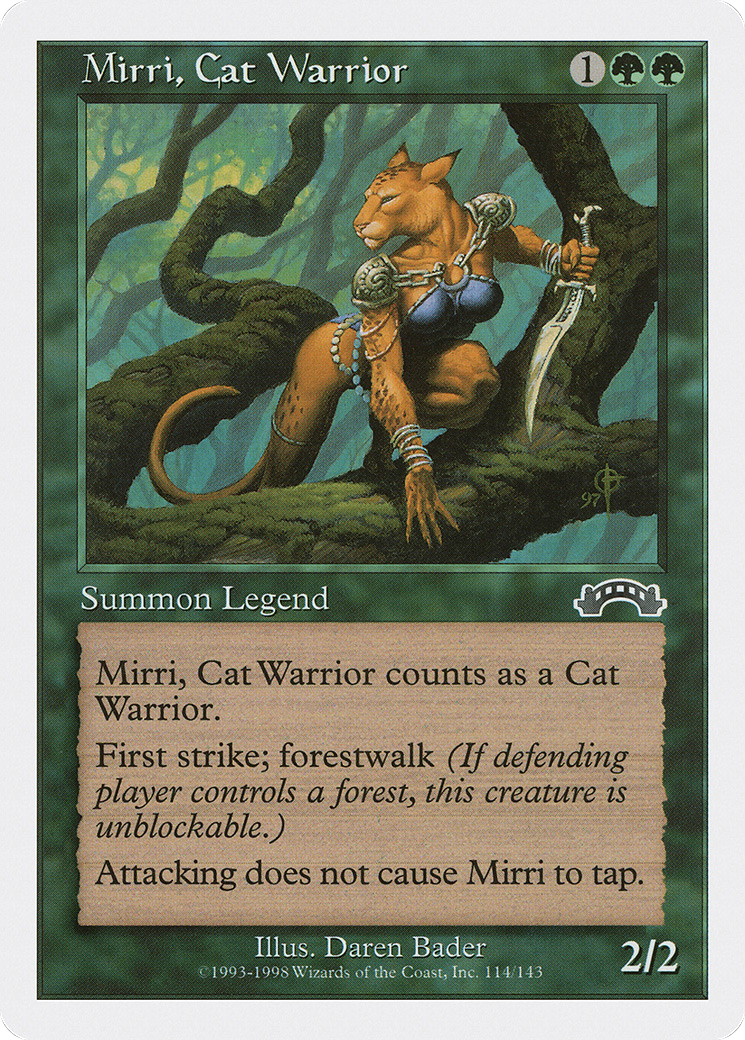 Mirri, Cat Warrior 1
97
Summon Legend
Mirri, Cat Warrior counts as a Cat
Warrior.
First strike; forestwalk (If defending
player controls a forest, this creature is
unblockable.)
Attacking does not cause Mirri to tap.
Illus. Daren Bader
©1993-1998 Wizards of the Coast, Inc. 114/143
2/2